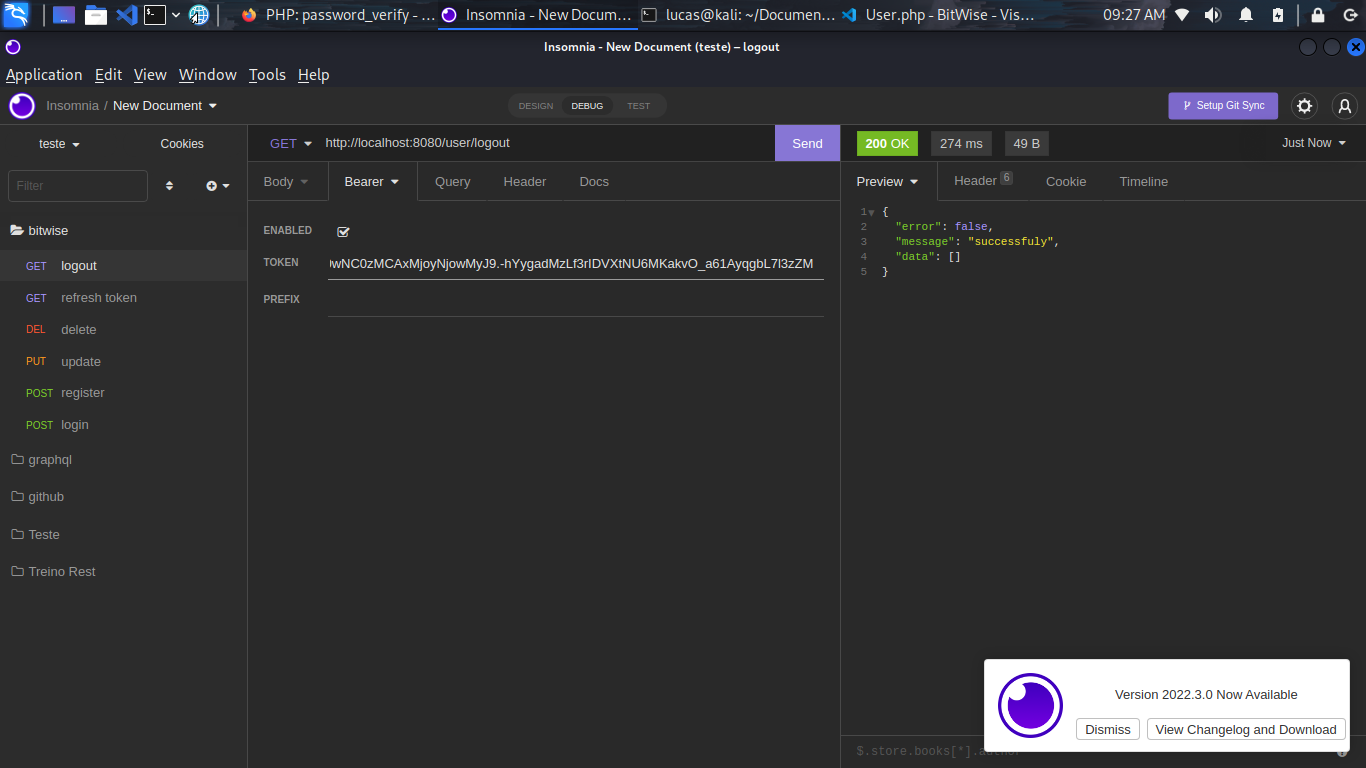 PHP: password_verify - … Insomnia - New Docum… lucas@kali: ~/Documen… User.php - BitWise - Vis… 09:27 AM
Insomnia - New Document (teste) – logout
Application Edit View Window Tools Help
Insomnia / New Document DESIGN DEBUG TEST Setup Git Sync
teste Cookies GET http://localhost:8080/user/logout Send 200 OK 274 ms 49 B Just Now
Filter Body Bearer Query Header Docs Preview Header 6 Cookie Timeline
bitwise
GET logout
GET refresh token
DEL delete
PUT update
POST register
POST login
graphql
github
Teste
Treino Rest
ENABLED
TOKEN wNC0zMCAxMjoyNjowMyJ9.-hYygadMzLf3rIDVXtNU6MKakvO_a61AyqgbL7l3zZM
PREFIX
1 {
2 "error": false,
3 "message": "successfuly",
4 "data": []
5 }
Version 2022.3.0 Now Available
Dismiss View Changelog and Download
$.store.books[*].author